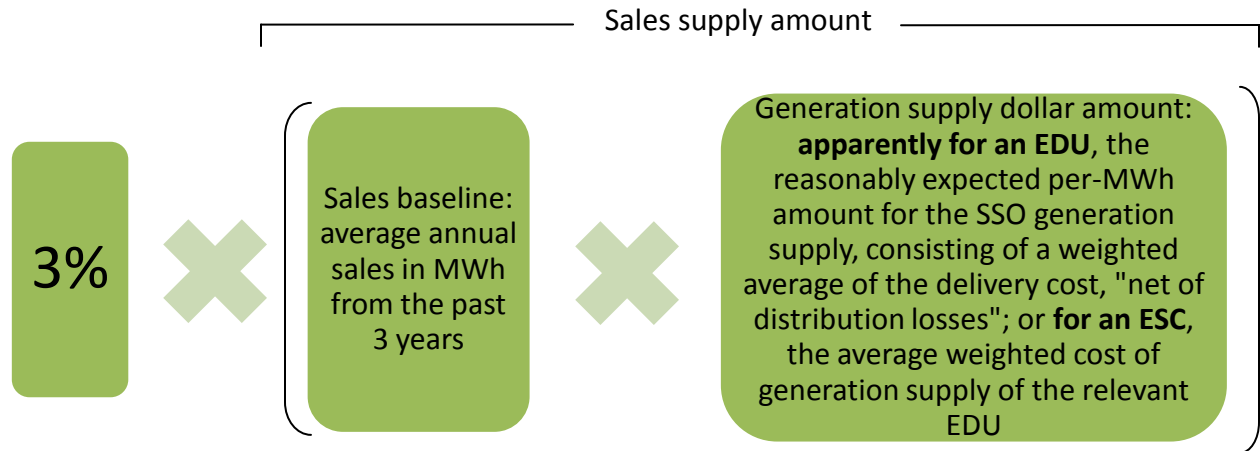 Sales supply amount
3%
Sales baseline:
average annual
sales in MWh
from the past
3 years
Generation supply dollar amount:
apparently for an EDU, the
reasonably expected per-MWh
amount for the SSO generation
supply, consisting of a weighted
average of the delivery cost, "net of
distribution losses"; or for an ESC,
the average weighted cost of
generation supply of the relevant
EDU